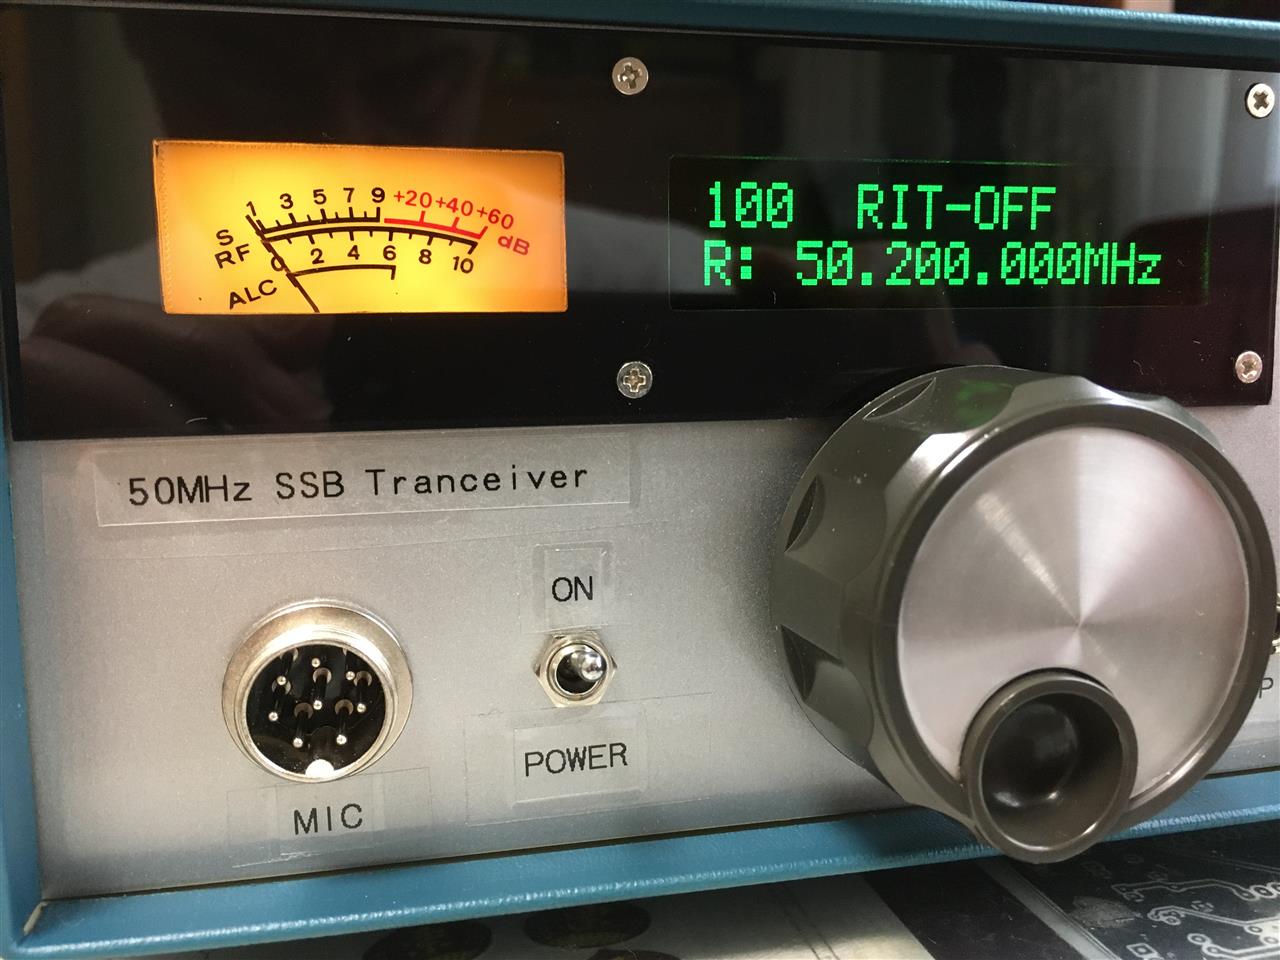 1 3 5 7 9 +20 +40 +60
S
dB
RF 0 2 4 6 8 10
ALC
100 RIT-OFF
R: 50.200.000MHz
50MHz SSB Tranceiver
ON
POWER
MIC
P